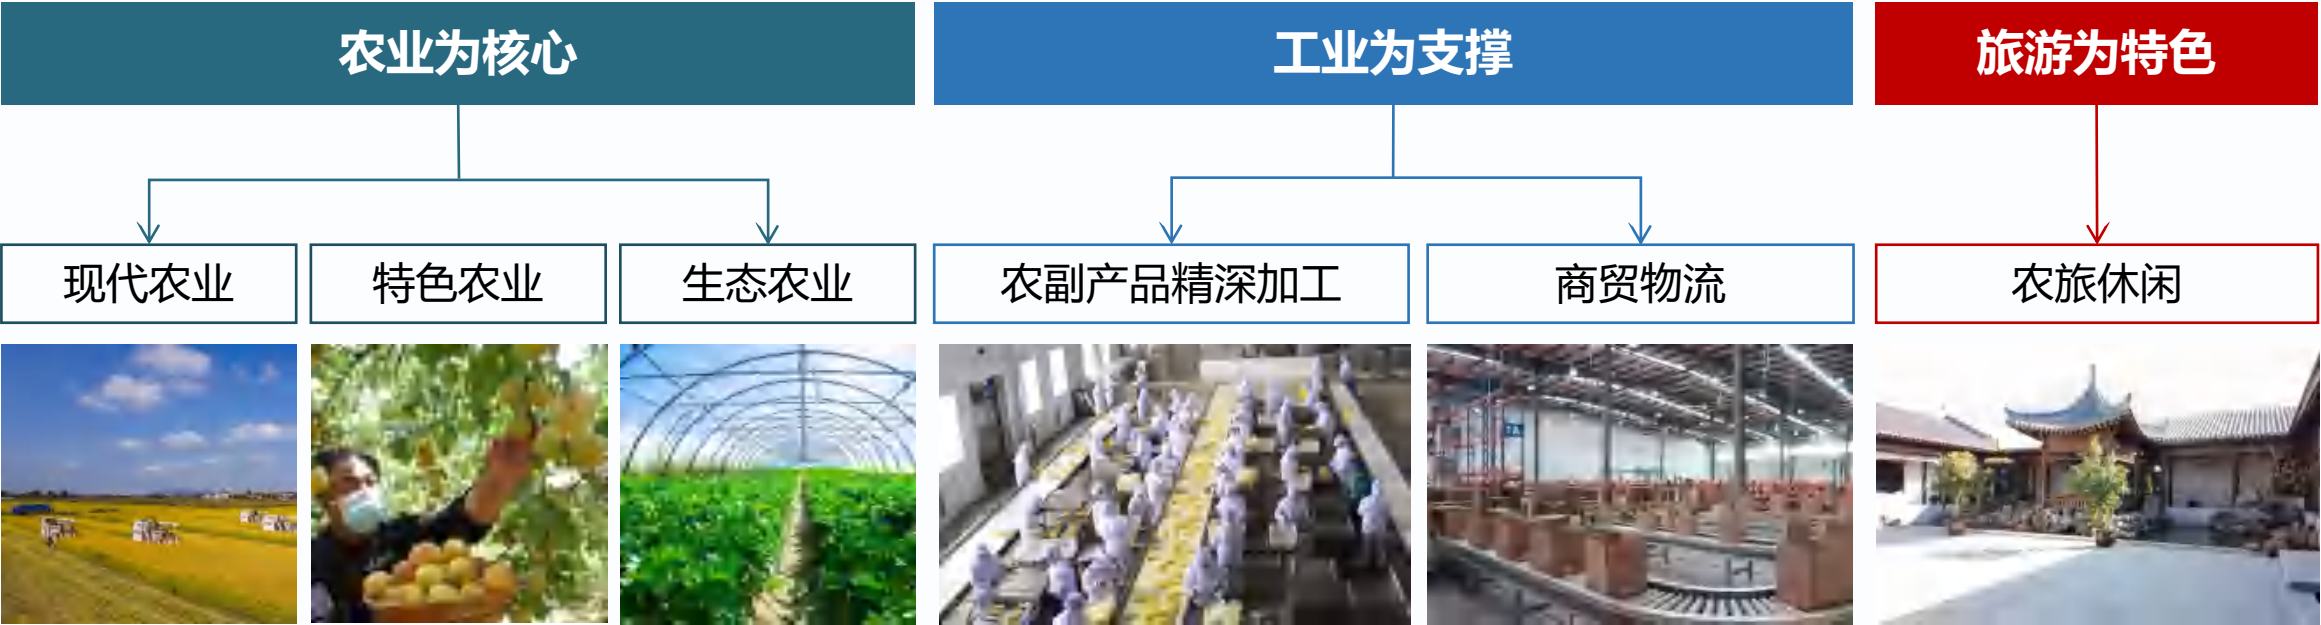 农业为核心
工业为支撑
旅游为特色
现代农业
特色农业
生态农业
农副产品精深加工
商贸物流
农旅休闲